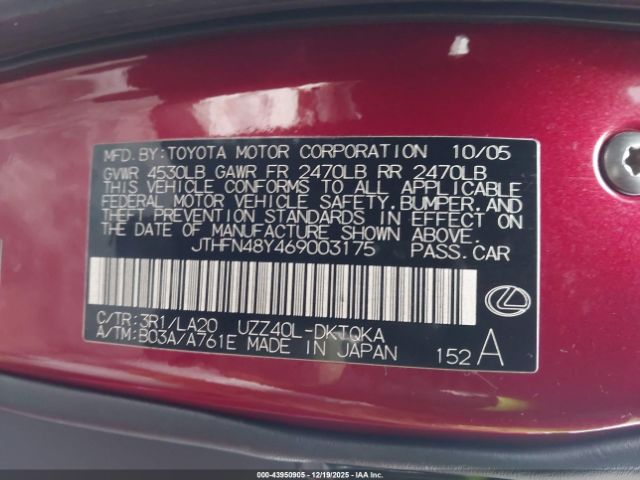 MFD. BY: TOYOTA MOTOR CORPORATION 10/05
GVWR 4530LB GAWR FR 2470LB RR 2470LB
THIS VEHICLE CONFORMS TO ALL APPLICABLE
FEDERAL MOTOR VEHICLE SAFETY, BUMPER, AND
THEFT PREVENTION STANDARDS IN EFFECT ON
THE DATE OF MANUFACTURE SHOWN ABOVE.
JTHFN48Y469003175 PASS. CAR
C/TR: 3R1/LA20 UZZ40L-DKTQKA
A/TM: B03A/A761E MADE IN JAPAN 152 A
000-43950905 - 12/19/2025 - IAA Inc.